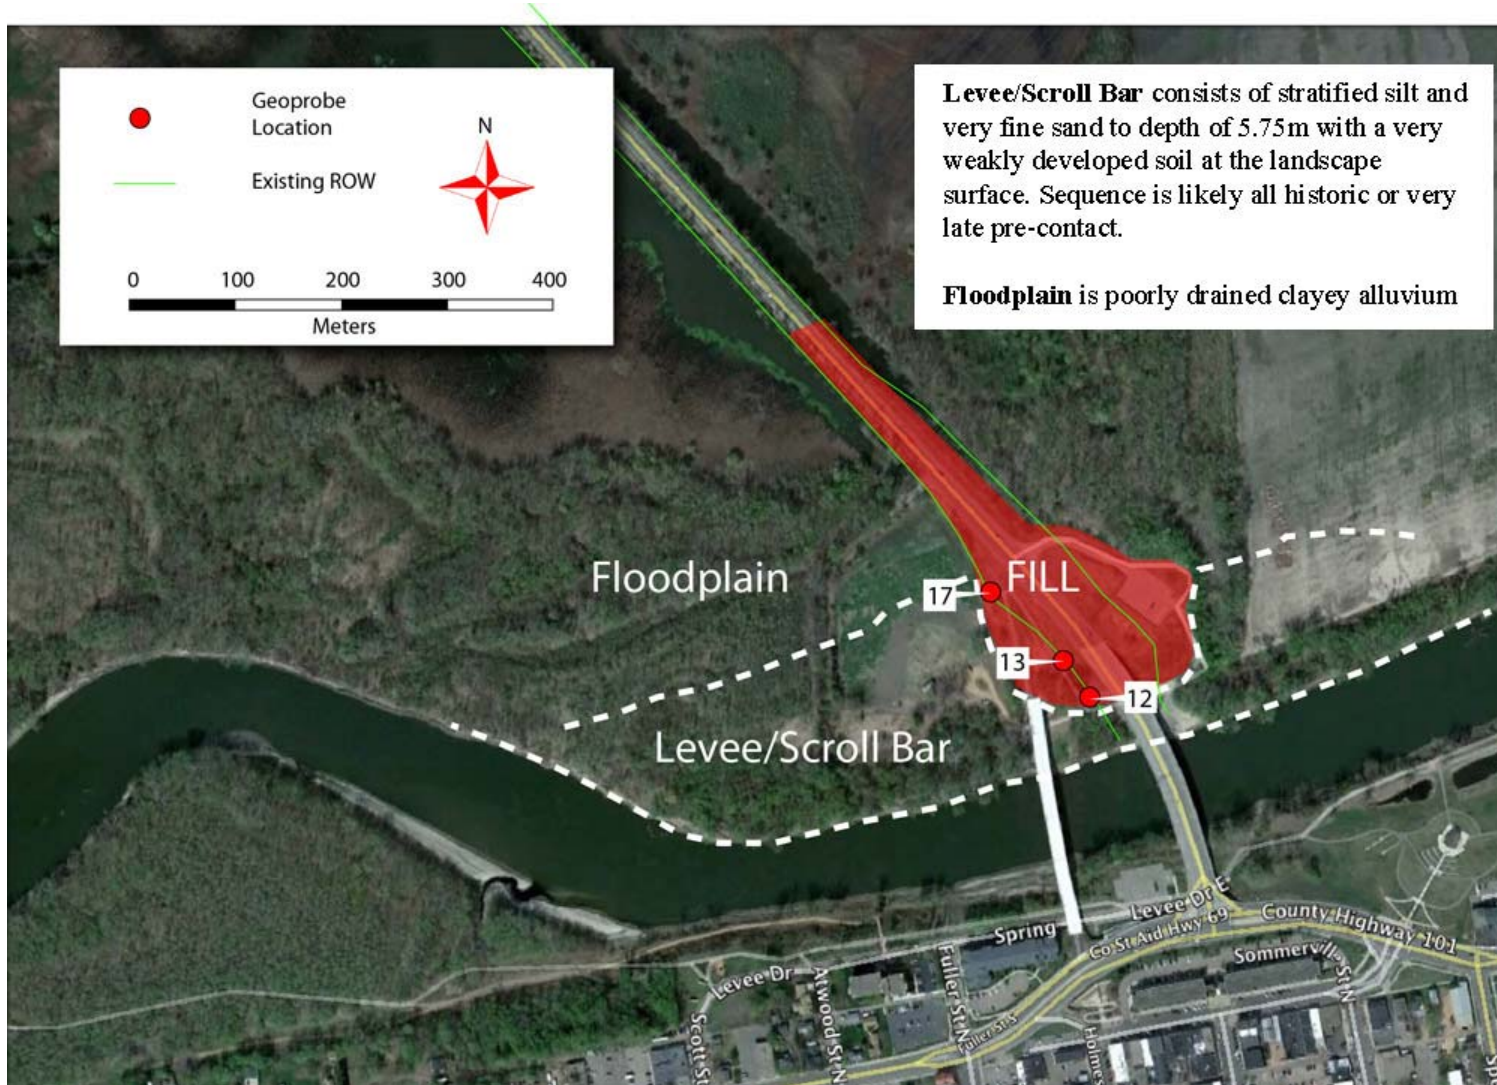 Geoprobe
Location
Existing ROW
N
0 100 200 300 400
Meters
Levee/Scroll Bar consists of stratified silt and
very fine sand to depth of 5.75m with a very
weakly developed soil at the landscape
surface. Sequence is likely all historic or very
late pre-contact.
Floodplain is poorly drained clayey alluvium
Floodplain
FILL
17
13
12
Levee/Scroll Bar
Spring
Levee Dr E
Co St Aid Hwy 69
County Highway 101
Levee Dr
Atwood St N
Fuller St N
Sommervill
St N
Scott St
Fuller St S
Holmes
Sp